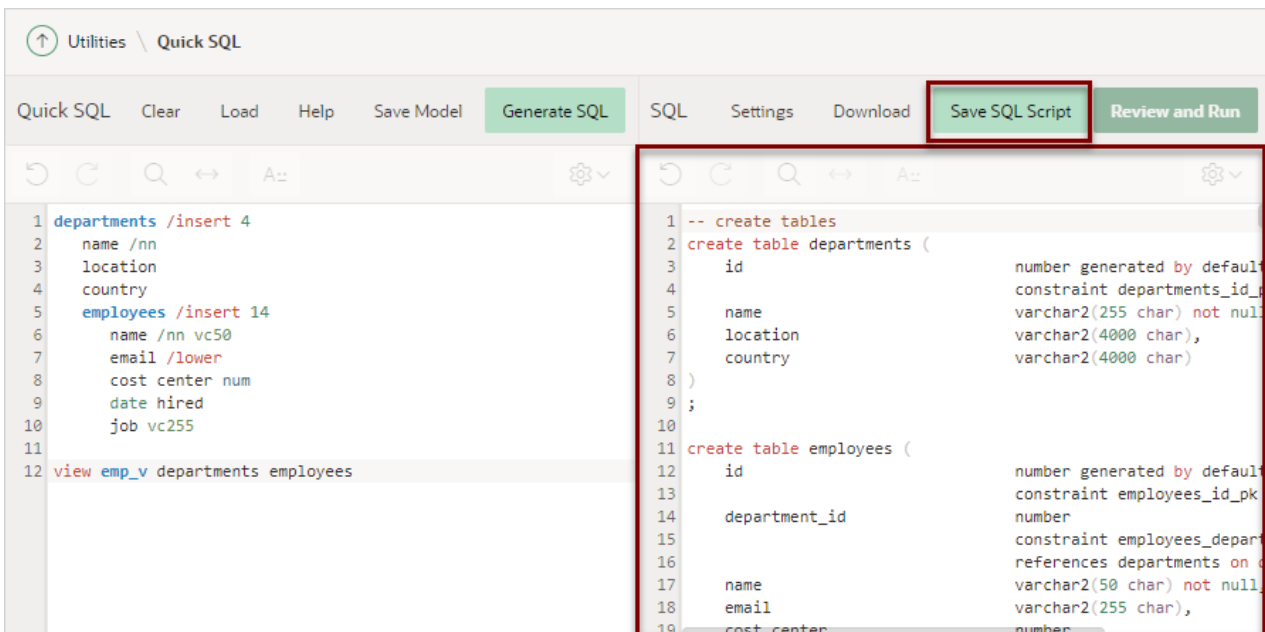 Utilities \ Quick SQL
Quick SQL Clear Load Help Save Model Generate SQL
1 departments /insert 4
2 name /nn
3 location
4 country
5 employees /insert 14
6 name /nn vc50
7 email /lower
8 cost center num
9 date hired
10 job vc255
11
12 view emp_v departments employees
SQL Settings Download Save SQL Script Review and Run
1 -- create tables
2 create table departments (
3 id number generated by default
4 constraint departments_id_
5 name varchar2(255 char) not null
6 location varchar2(4000 char),
7 country varchar2(4000 char)
8 )
9 ;
10
11 create table employees (
12 id number generated by default
13 constraint employees_id_pk
14 department_id number
15 constraint employees_depart
16 references departments on
17 name varchar2(50 char) not null,
18 email varchar2(255 char),
19 cost_center number